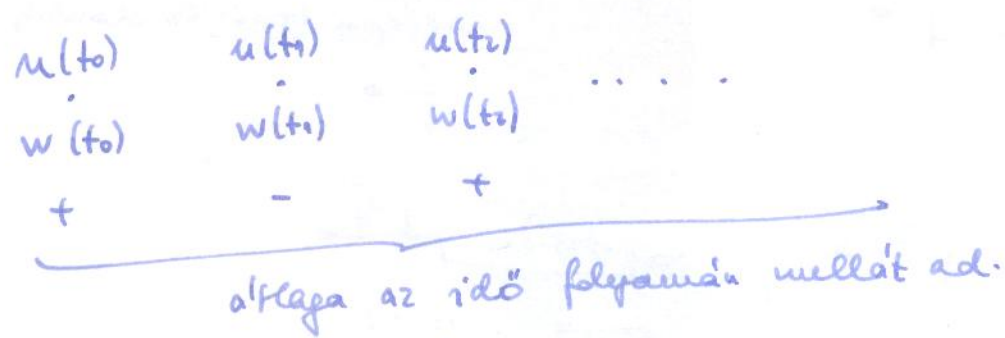 u(t₀) u(t₁) u(t₂)
· · · · · · ·
w(t₀) w(t₁) w(t₂)
+ - +
átlaga az idő folyamán nullát ad.